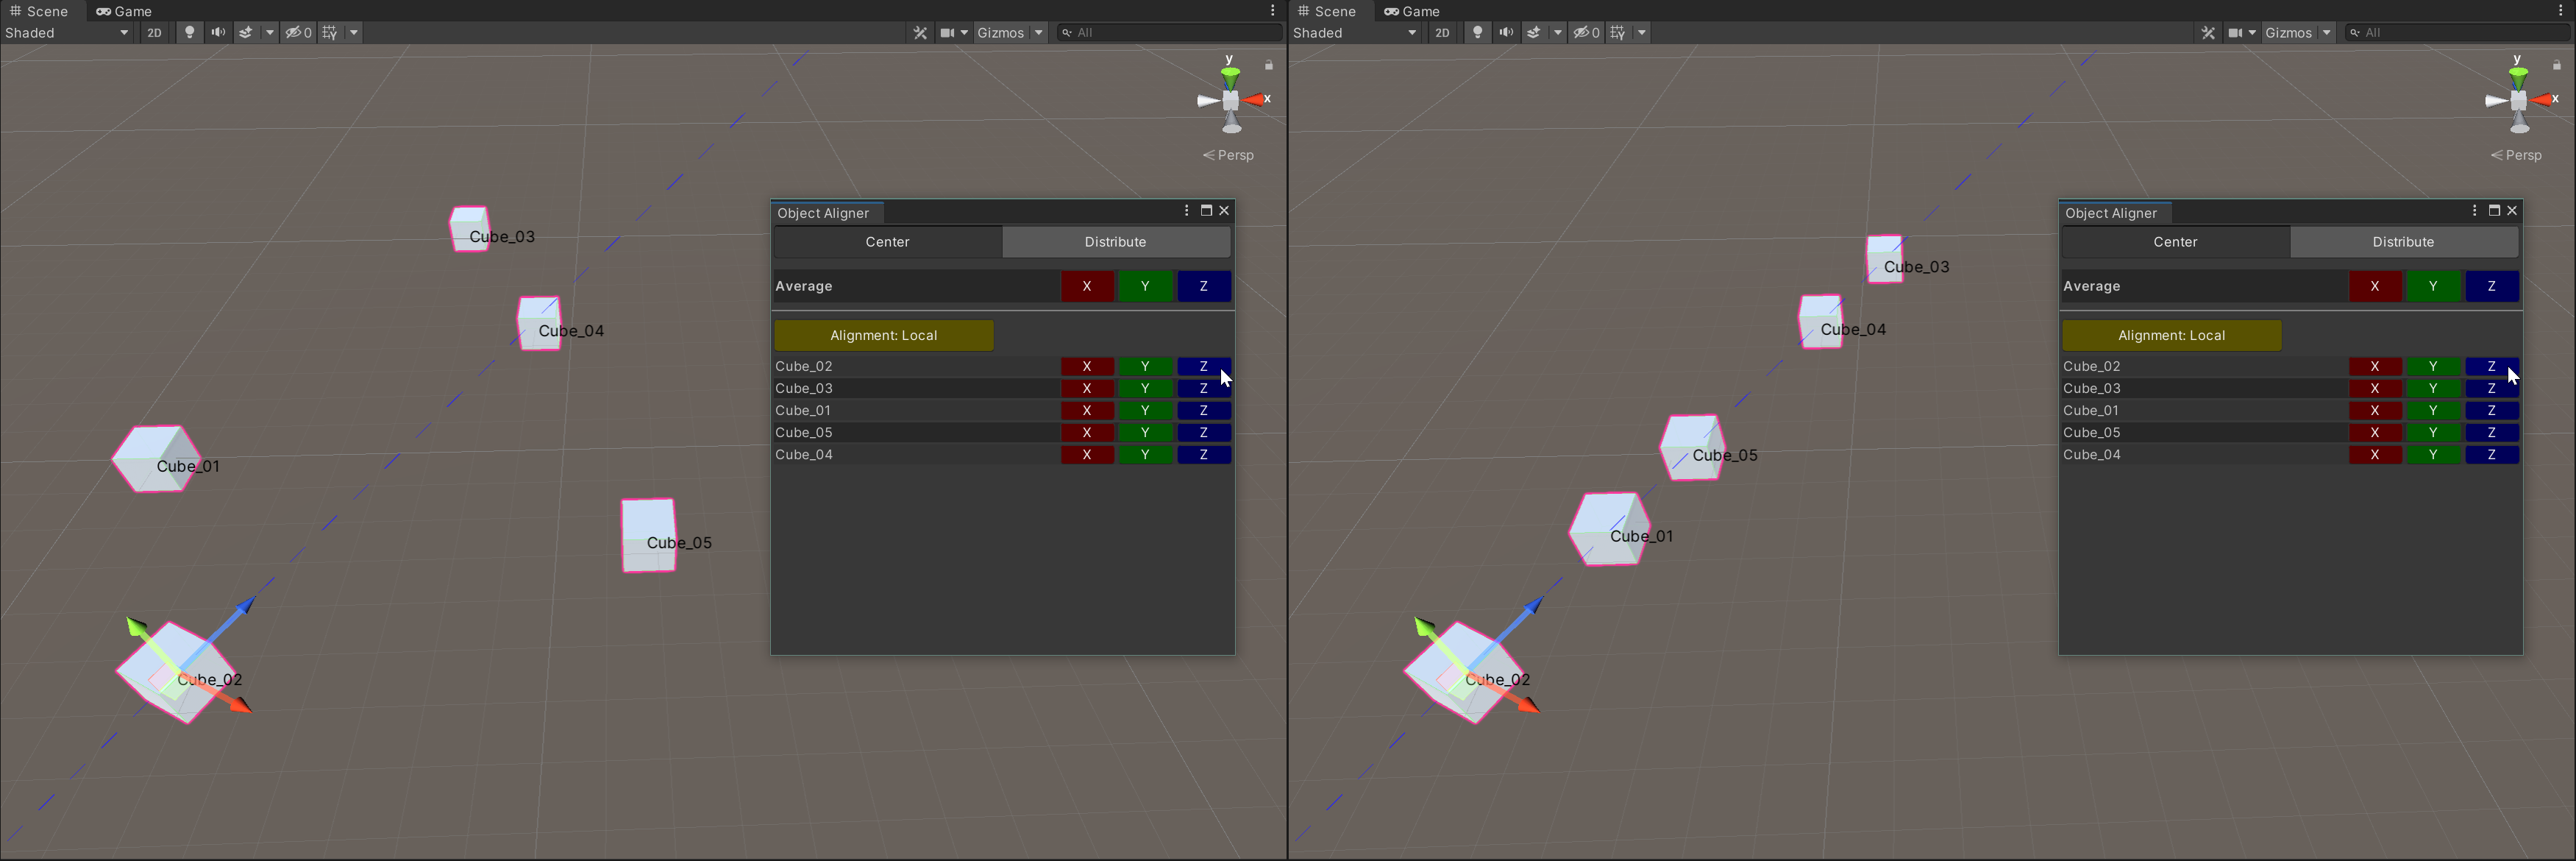 Scene Game
Shaded 2D 0 Gizmos All
y
x
Persp
Cube_03
Cube_04
Cube_01
Cube_05
Cube_02
Object Aligner
Center Distribute
Average X Y Z
Alignment: Local
Cube_02 X Y Z
Cube_03 X Y Z
Cube_01 X Y Z
Cube_05 X Y Z
Cube_04 X Y Z
Scene Game
Shaded 2D 0 Gizmos All
y
x
Persp
Cube_03
Cube_04
Cube_05
Cube_01
Cube_02
Object Aligner
Center Distribute
Average X Y Z
Alignment: Local
Cube_02 X Y Z
Cube_03 X Y Z
Cube_01 X Y Z
Cube_05 X Y Z
Cube_04 X Y Z